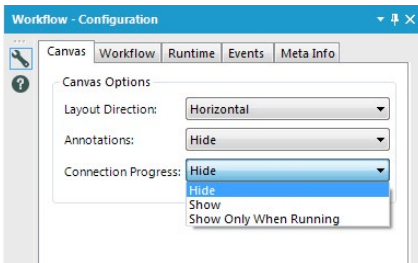 Workflow - Configuration
Canvas Workflow Runtime Events Meta Info
Canvas Options
Layout Direction: Horizontal
Annotations: Hide
Connection Progress: Hide
Hide
Show
Show Only When Running